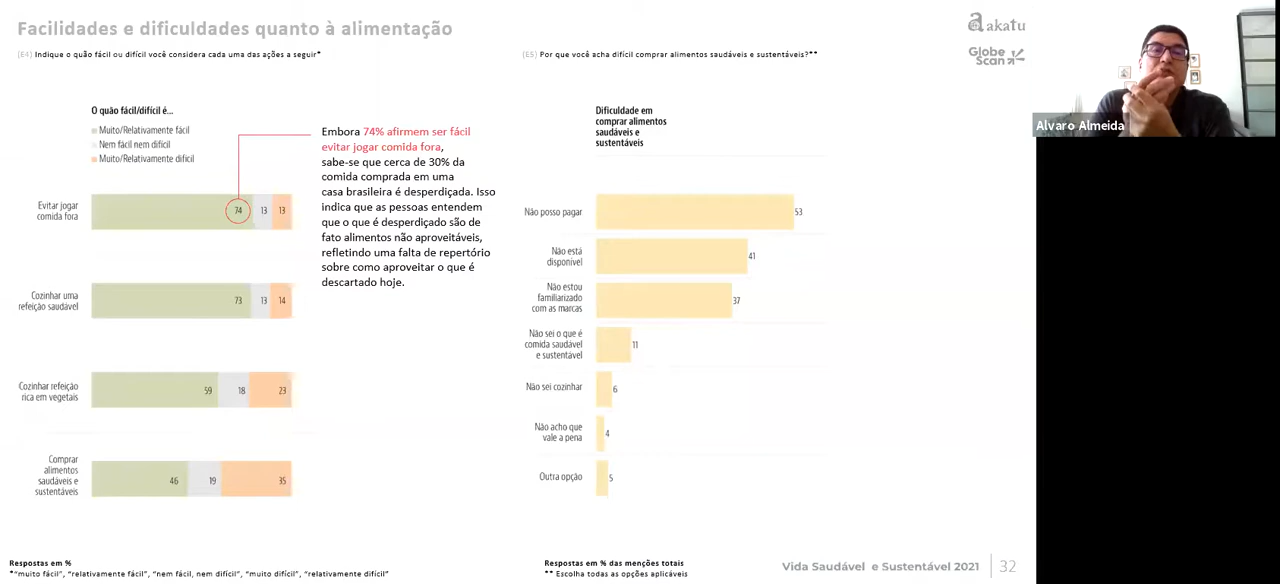 Facilidades e dificuldades quanto à alimentação
(E4) Indique o quão fácil ou difícil você considera cada uma das ações a seguir*
O quão fácil/difícil é...
Muito/Relativamente fácil
Nem fácil nem difícil
Muito/Relativamente difícil
Evitar jogar
comida fora
74 13 13
Cozinhar uma
refeição saudável
73 13 14
Cozinhar refeição
rica em vegetais
59 18 23
Comprar
alimentos
saudáveis e
sustentáveis
46 19 35
Embora 74% afirmem ser fácil
evitar jogar comida fora,
sabe-se que cerca de 30% da
comida comprada em uma
casa brasileira é desperdiçada. Isso
indica que as pessoas entendem
que o que é desperdiçado são de
fato alimentos não aproveitáveis,
refletindo uma falta de repertório
sobre como aproveitar o que é
descartado hoje.
(E5) Por que você acha difícil comprar alimentos saudáveis e sustentáveis?**
Dificuldade em
comprar alimentos
saudáveis e
sustentáveis
Não posso pagar
53
Não está
disponível
41
Não estou
familiarizado
com as marcas
37
Não sei o que é
comida saudável
e sustentável
11
Não sei cozinhar
6
Não acho que
vale a pena
4
Outra opção
5
akatu
Globe
Scan
Alvaro Almeida
Respostas em %
*"muito fácil", "relativamente fácil", "nem fácil, nem difícil", "muito difícil", "relativamente difícil"
Respostas em % das menções totais
** Escolha todas as opções aplicáveis
Vida Saudável e Sustentável 2021
32